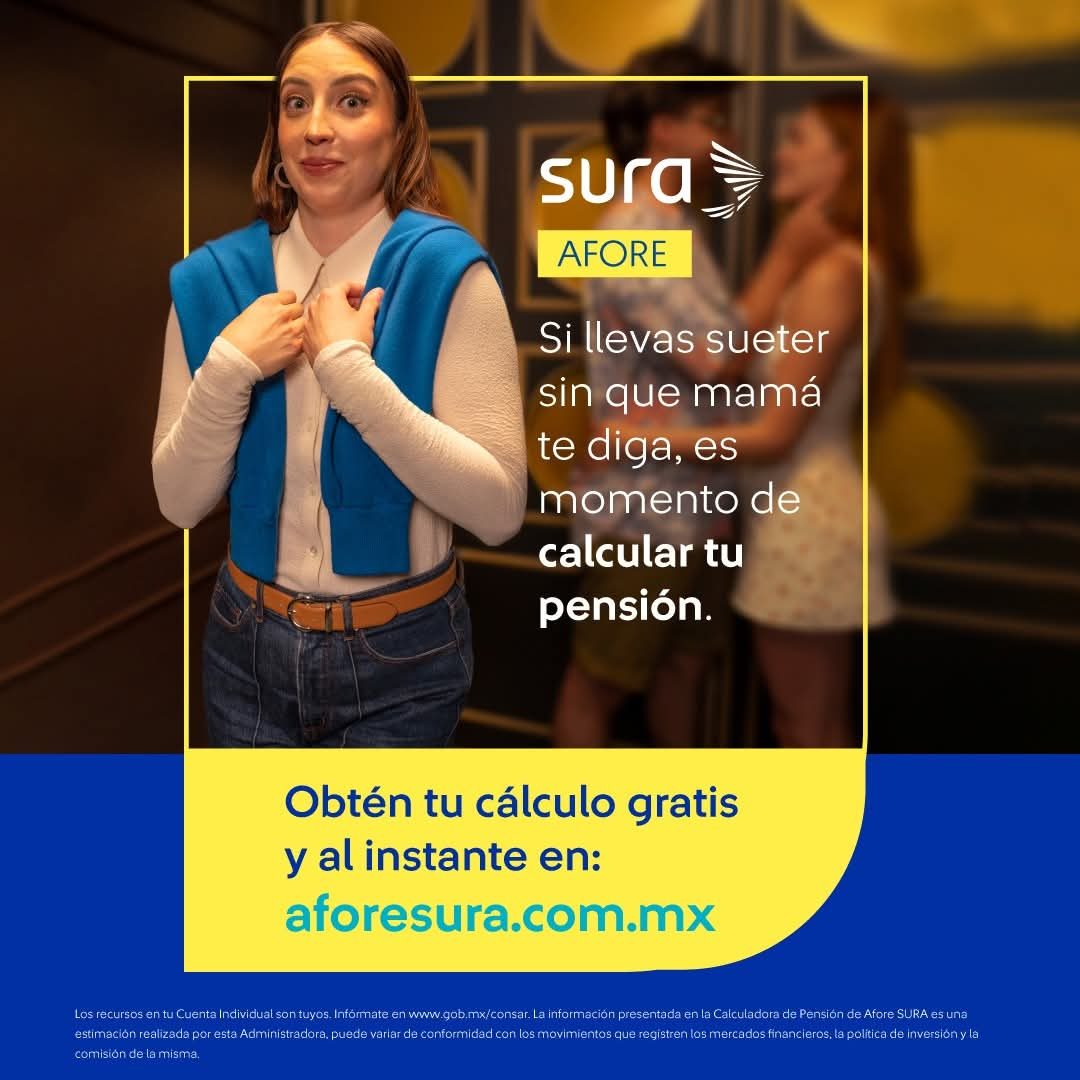 sura
AFORE
Si llevas sueter
sin que mamá
te diga, es
momento de
calcular tu
pensión.
Obtén tu cálculo gratis
y al instante en:
aforesura.com.mx
Los recursos en tu Cuenta Individual son tuyos. Infórmate en www.gob.mx/consar. La información presentada en la Calculadora de Pensión de Afore SURA es una
estimación realizada por esta Administradora, puede variar de conformidad con los movimientos que registren los mercados financieros, la política de inversión y la
comisión de la misma.